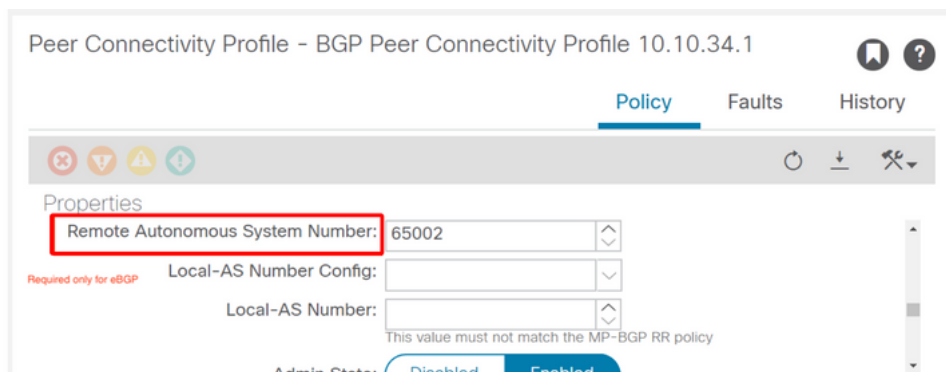 Peer Connectivity Profile - BGP Peer Connectivity Profile 10.10.34.1
Policy Faults History
Properties
Remote Autonomous System Number: 65002
Required only for eBGP
Local-AS Number Config:
Local-AS Number:
This value must not match the MP-BGP RR policy
Admin State: Disabled Enabled